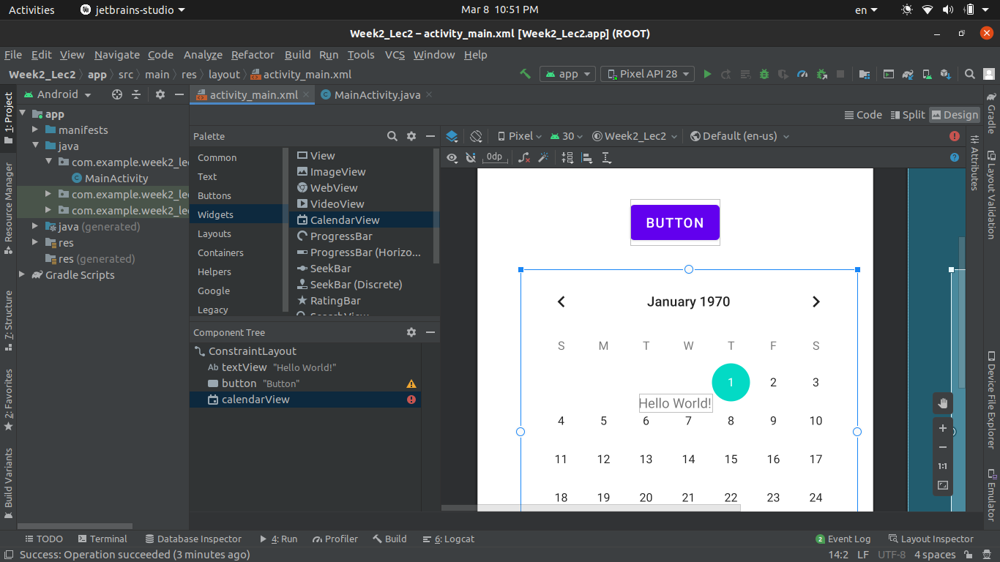 Activities jetbrains-studio Mar 8 10:51 PM en
Week2_Lec2 – activity_main.xml [Week2_Lec2.app] (ROOT)
File Edit View Navigate Code Analyze Refactor Build Run Tools VCS Window Help
Week2_Lec2 app src main res layout activity_main.xml app Pixel API 28
1: Project
Resource Manager
7: Structure
2: Favorites
Build Variants
Android
app
manifests
java
com.example.week2_le
MainActivity
com.example.week2_le
com.example.week2_le
java (generated)
res
res (generated)
Gradle Scripts
activity_main.xml MainActivity.java
Code Split Design
Palette
Common
Text
Buttons
Widgets
Layouts
Containers
Helpers
Google
Legacy
View
ImageView
WebView
VideoView
CalendarView
ProgressBar
ProgressBar (Horizo...
SeekBar
SeekBar (Discrete)
RatingBar
Component Tree
ConstraintLayout
Ab textView "Hello World!"
button "Button"
calendarView
Pixel 30 Week2_Lec2 Default (en-us)
0dp
BUTTON
January 1970
S M T W T F S
1 2 3
Hello World!
4 5 6 7 8 9 10
11 12 13 14 15 16 17
18 19 20 21 22 23 24
1:1
Attributes
Gradle
Layout Validation
Device File Explorer
Emulator
TODO Terminal Database Inspector 4: Run Profiler Build 6: Logcat 2 Event Log Layout Inspector
Success: Operation succeeded (3 minutes ago) 14:2 LF UTF-8 4 spaces